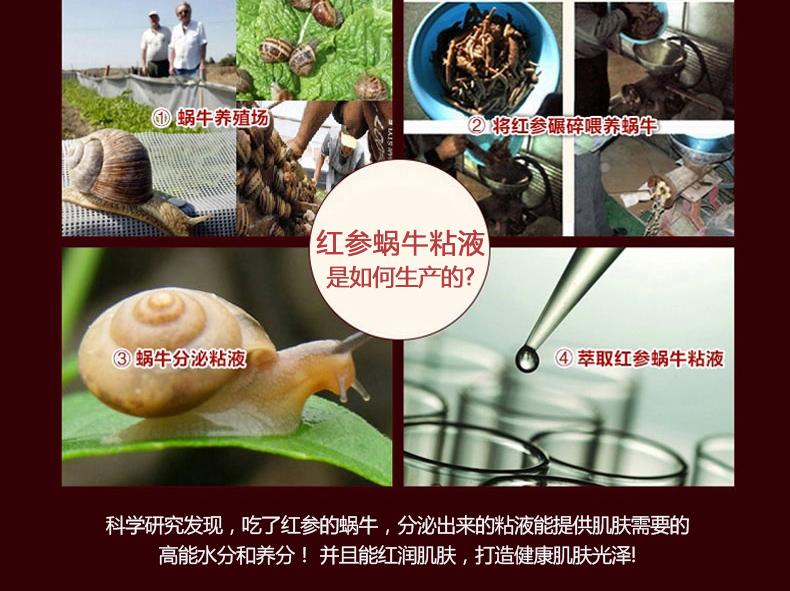 ① 蜗牛养殖场
② 将红参碾碎喂养蜗牛
红参蜗牛粘液
是如何生产的?
③ 蜗牛分泌粘液
④ 萃取红参蜗牛粘液
科学研究发现，吃了红参的蜗牛，分泌出来的粘液能提供肌肤需要的
高能水分和养分！ 并且能红润肌肤，打造健康肌肤光泽!